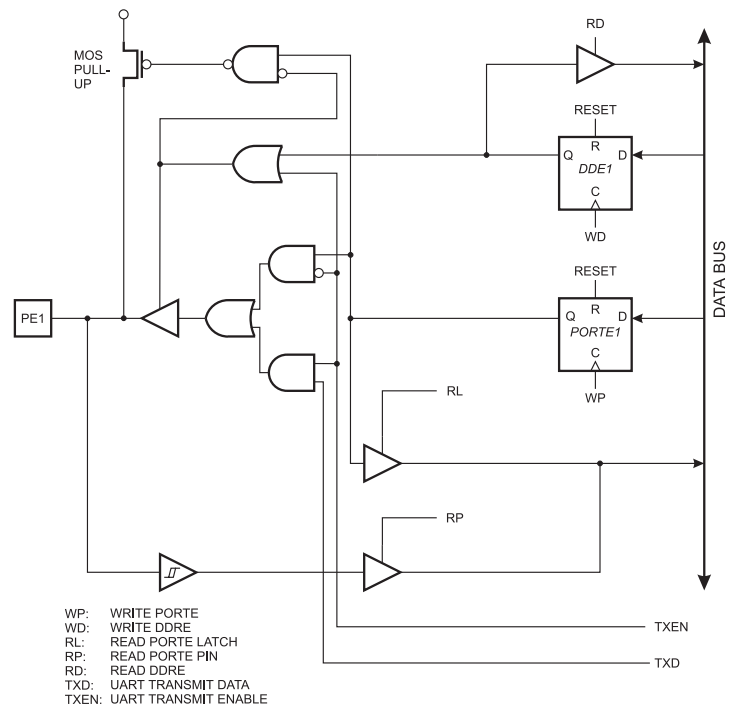 MOS
PULL-
UP
RD
RESET
R
Q
D
DDE1
C
WD
DATA BUS
RESET
R
Q
D
PORTE1
C
WP
PE1
RL
RP
TXEN
TXD
WP: WRITE PORTE
WD: WRITE DDRE
RL: READ PORTE LATCH
RP: READ PORTE PIN
RD: READ DDRE
TXD: UART TRANSMIT DATA
TXEN: UART TRANSMIT ENABLE